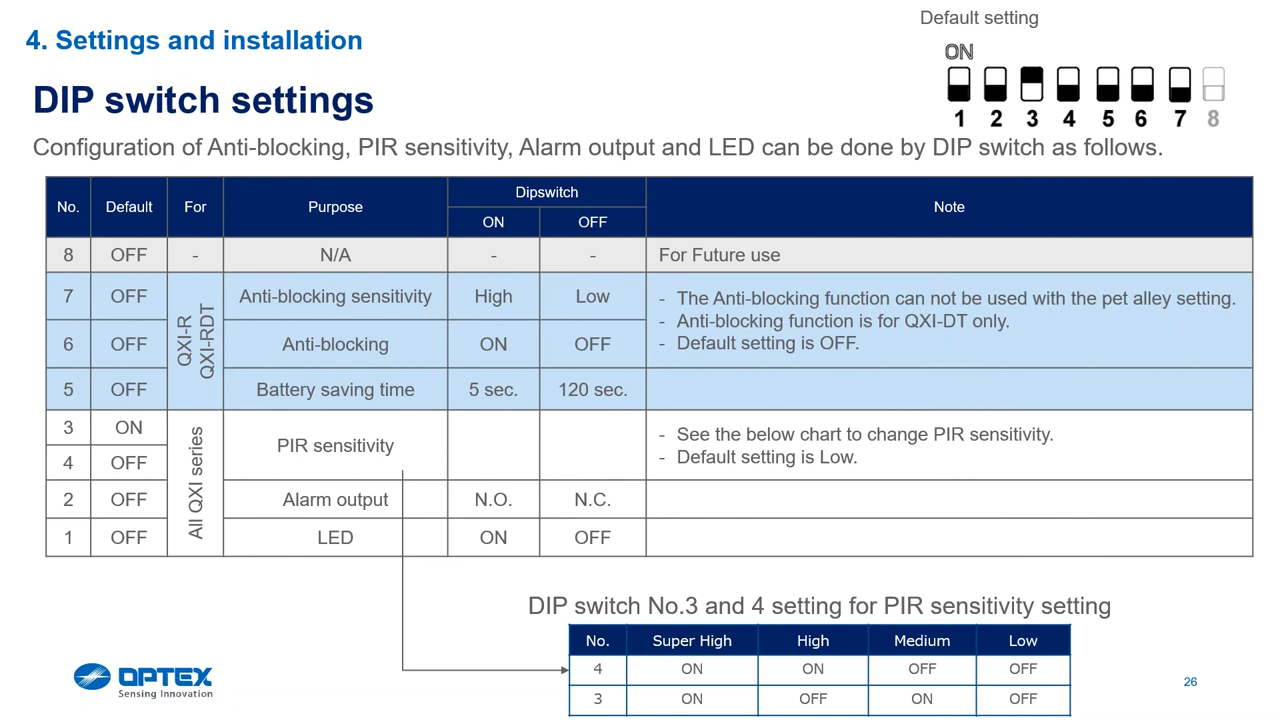 Default setting
4. Settings and installation
ON
DIP switch settings
1 2 3 4 5 6 7 8
Configuration of Anti-blocking, PIR sensitivity, Alarm output and LED can be done by DIP switch as follows.
No. Default For Purpose Dipswitch Note
ON OFF
8 OFF - N/A - - For Future use
7 OFF QXI-R QXI-RDT Anti-blocking sensitivity High Low - The Anti-blocking function can not be used with the pet alley setting.
- Anti-blocking function is for QXI-DT only.
6 OFF Anti-blocking ON OFF - Default setting is OFF.
5 OFF Battery saving time 5 sec. 120 sec.
3 ON All QXI series PIR sensitivity - See the below chart to change PIR sensitivity.
4 OFF - Default setting is Low.
2 OFF Alarm output N.O. N.C.
1 OFF LED ON OFF
DIP switch No.3 and 4 setting for PIR sensitivity setting
No. Super High High Medium Low
4 ON ON OFF OFF
3 ON OFF ON OFF
OPTEX
Sensing Innovation
26